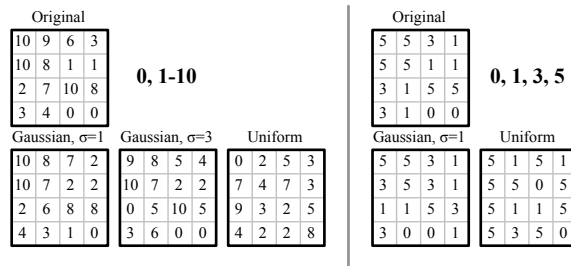 Original
10 9 6 3
10 8 1 1
2 7 10 8
3 4 0 0
0, 1-10
Gaussian, σ=1
10 8 7 2
10 7 2 2
2 6 8 8
4 3 1 0
Gaussian, σ=3
9 8 5 4
10 7 2 2
0 5 10 5
3 6 0 0
Uniform
0 2 5 3
7 4 7 3
9 3 2 5
4 2 2 8
Original
5 5 3 1
5 5 1 1
3 1 5 5
3 1 0 0
0, 1, 3, 5
Gaussian, σ=1
5 5 3 1
3 5 3 1
1 1 5 3
3 0 0 1
Uniform
5 1 5 1
5 5 0 5
5 1 1 5
5 3 5 0